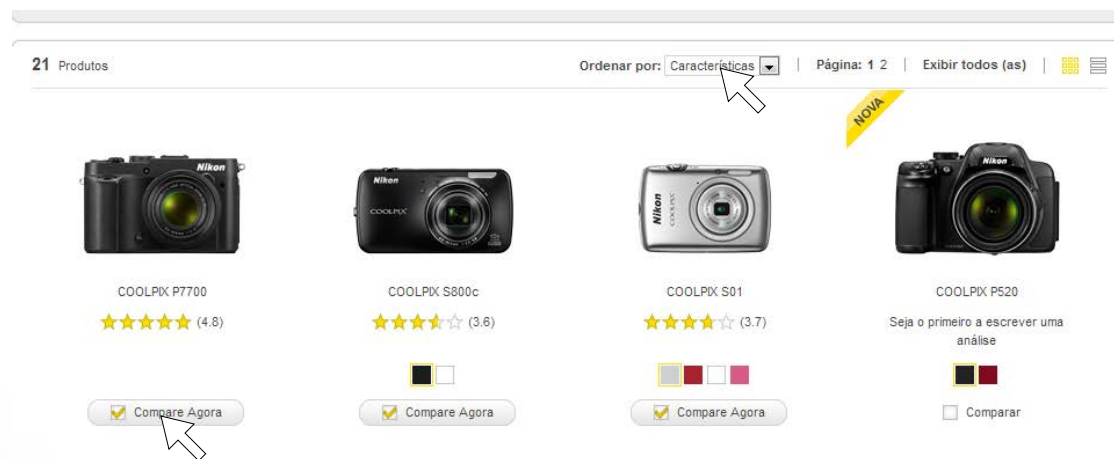 21 Produtos
Ordenar por: Características | Página: 1 2 | Exibir todos (as) |
NOVA
Nikon
Nikon
COOLPIX
Nikon
COOLPIX
Nikon
COOLPIX P7700
COOLPIX S800c
COOLPIX S01
COOLPIX P520
(4.8)
(3.6)
(3.7)
Seja o primeiro a escrever uma
análise
Compare Agora
Compare Agora
Compare Agora
Comparar